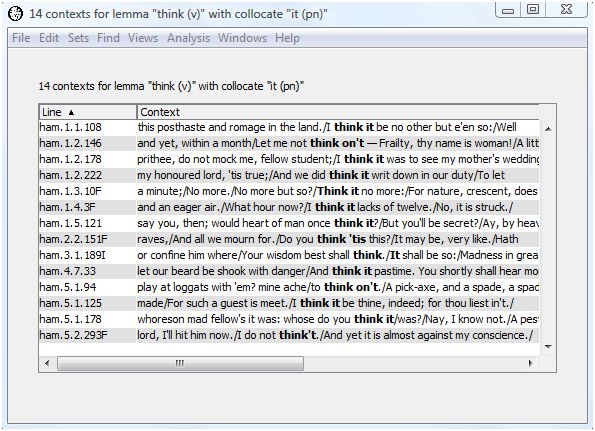 14 contexts for lemma "think (v)" with collocate "it (pn)"
File Edit Sets Find Views Analysis Windows Help
14 contexts for lemma "think (v)" with collocate "it (pn)"
Line ▲ Context
ham.1.1.108 this posthaste and romage in the land./I think it be no other but e'en so:/Well
ham.1.2.146 and yet, within a month/Let me not think on't — Frailty, thy name is woman!/A littl
ham.1.2.178 prithee, do not mock me, fellow student;/I think it was to see my mother's wedding
ham.1.2.222 my honoured lord, 'tis true;/And we did think it writ down in our duty/To let
ham.1.3.10F a minute;/No more./No more but so?/Think it no more:/For nature, crescent, does
ham.1.4.3F and an eager air./What hour now?/I think it lacks of twelve./No, it is struck./
ham.1.5.121 say you, then; would heart of man once think it?/But you'll be secret?/Ay, by heav
ham.2.2.151F raves,/And all we mourn for./Do you think 'tis this?/It may be, very like./Hath
ham.3.1.189I or confine him where/Your wisdom best shall think./It shall be so:/Madness in grea
ham.4.7.33 let our beard be shook with danger/And think it pastime. You shortly shall hear mor
ham.5.1.94 play at loggats with 'em? mine ache/to think on't./A pick-axe, and a spade, a spad
ham.5.1.125 made/For such a guest is meet./I think it be thine, indeed; for thou liest in't./
ham.5.1.178 whoreson mad fellow's it was: whose do you think it/was?/Nay, I know not./A pest
ham.5.2.293F lord, I'll hit him now./I do not think't./And yet it is almost against my conscience./